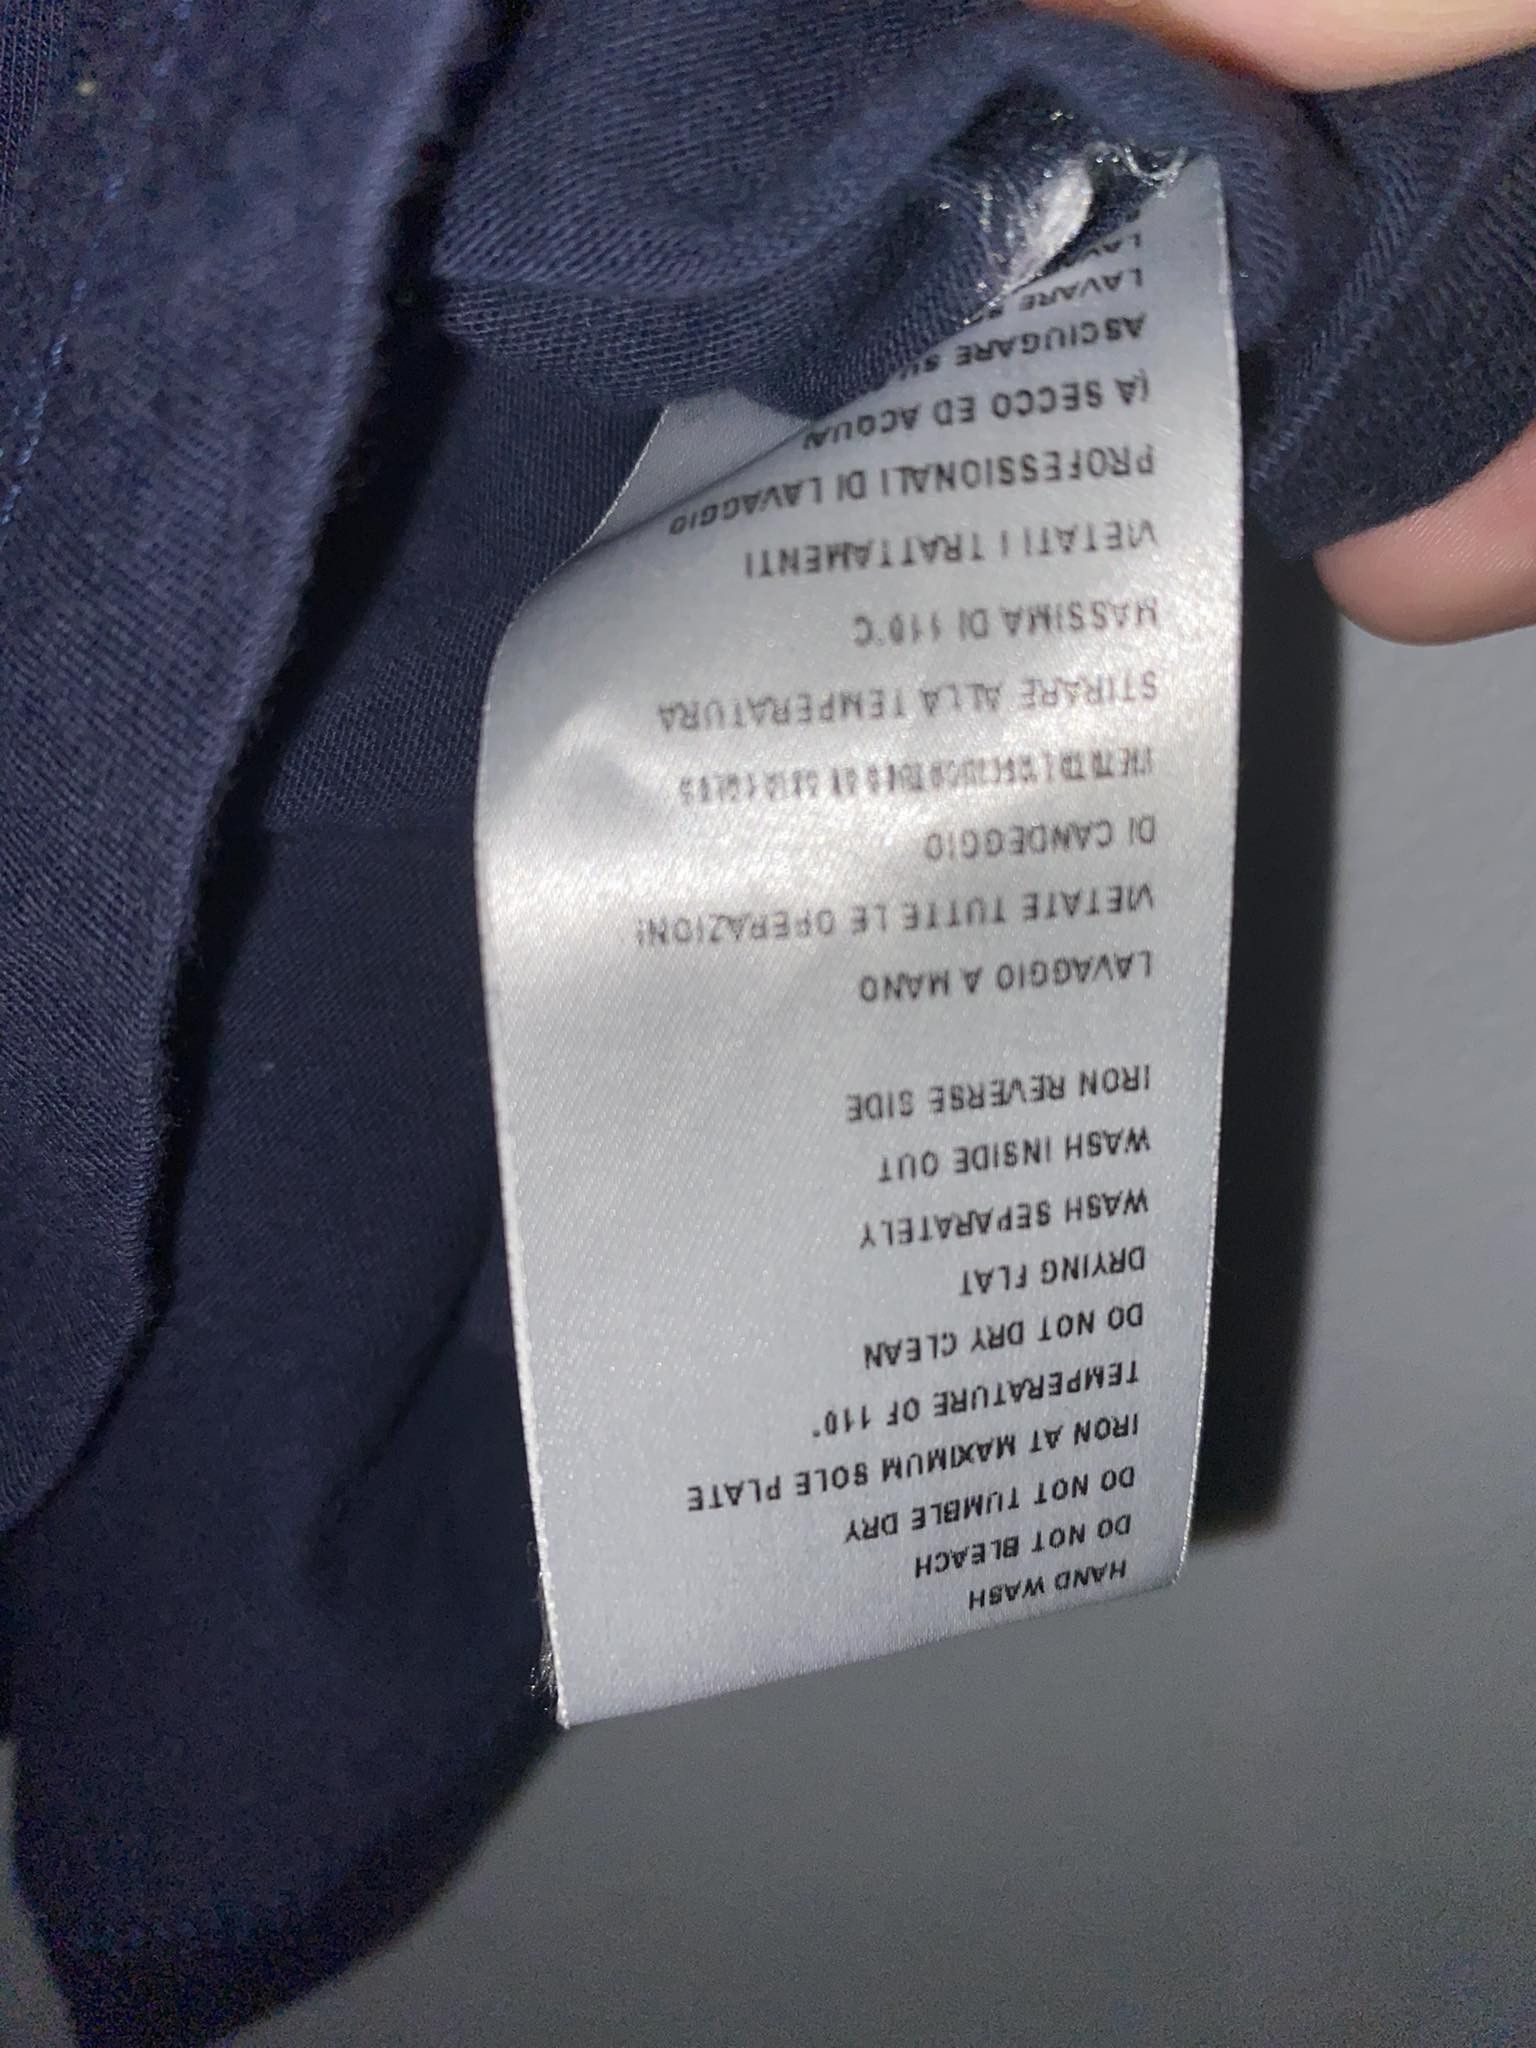 HAND WASH
DO NOT BLEACH
DO NOT TUMBLE DRY
IRON AT MAXIMUM SOLE PLATE
TEMPERATURE OF 110°
DO NOT DRY CLEAN
DRYING FLAT
WASH SEPARATELY
WASH INSIDE OUT
IRON REVERSE SIDE
LAVAGGIO A MANO
VIETATE TUTTE LE OPERAZIONI
DI CANDEGGIO
STIRARE ALLA TEMPERATURA
MASSIMA DI 110°C
VIETATI I TRATTAMENTI
PROFESSIONALI DI LAVAGGIO
(A SECCO ED ACQUA
ASCIUGARE
LAVARE